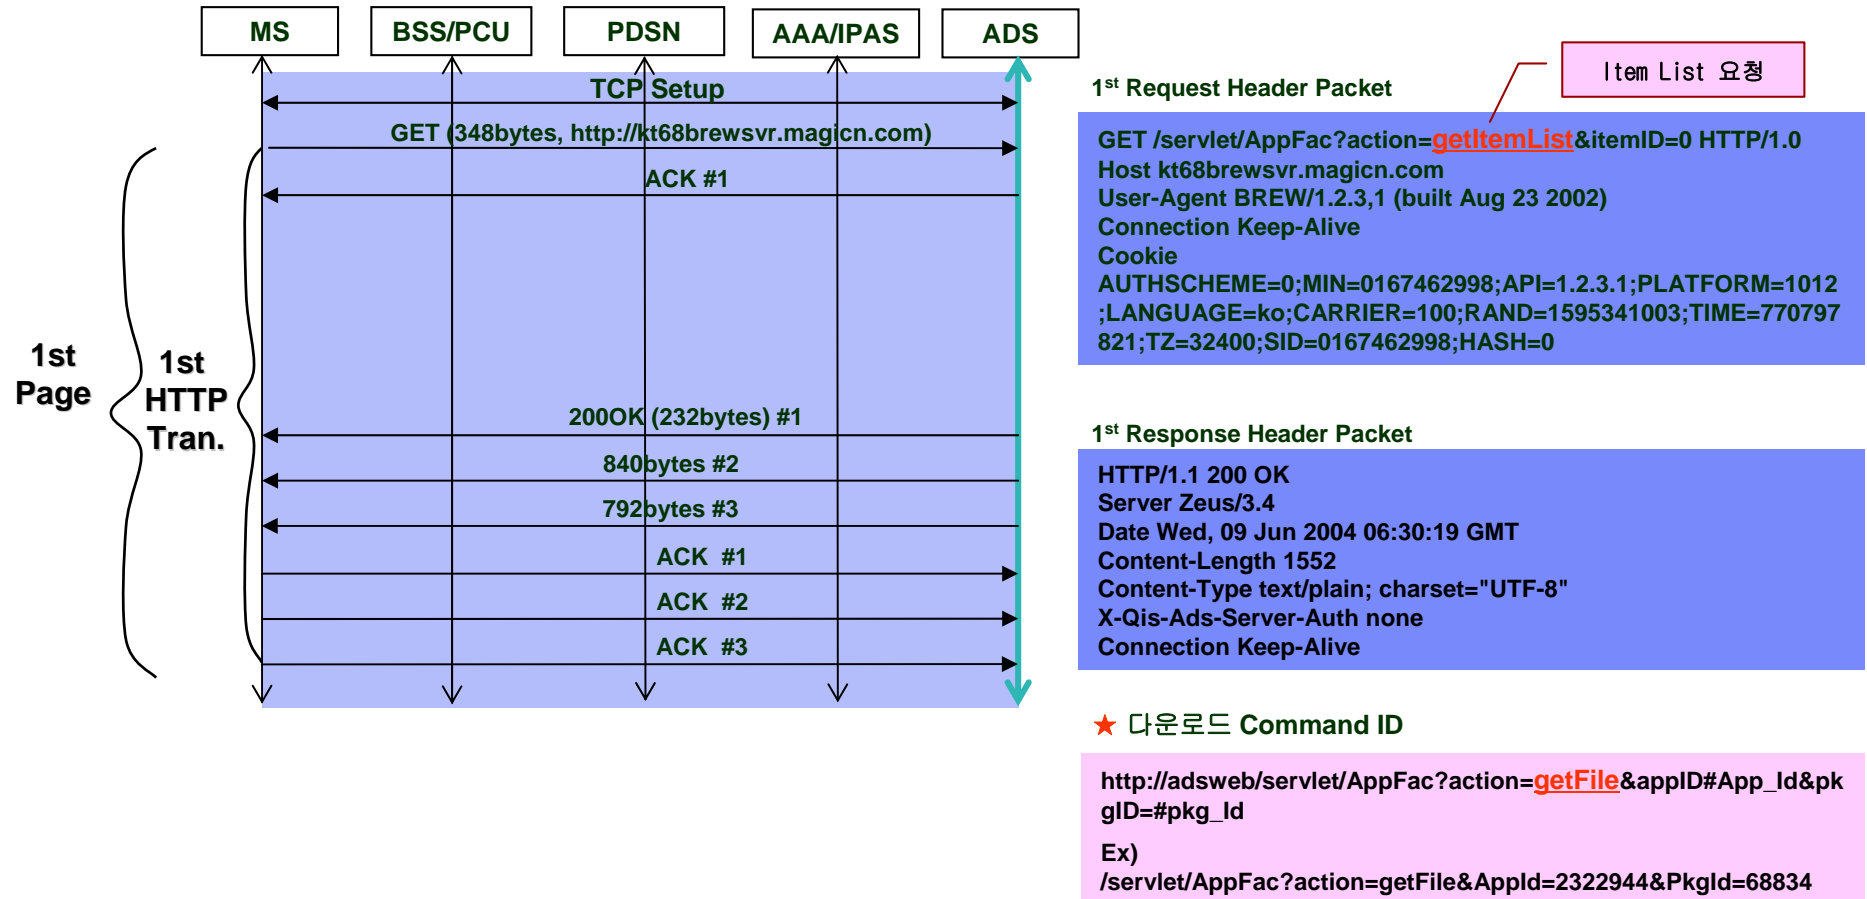 MS
BSS/PCU
PDSN
AAA/IPAS
ADS
TCP Setup
GET (348bytes, http://kt68brewsvr.magicn.com)
ACK #1
200OK (232bytes) #1
840bytes #2
792bytes #3
ACK #1
ACK #2
ACK #3
1st
Page
1st
HTTP
Tran.
Item List 요청
1st Request Header Packet
GET /servlet/AppFac?action=getItemList&itemID=0 HTTP/1.0
Host kt68brewsvr.magicn.com
User-Agent BREW/1.2.3,1 (built Aug 23 2002)
Connection Keep-Alive
Cookie
AUTHSCHEME=0;MIN=0167462998;API=1.2.3.1;PLATFORM=1012
;LANGUAGE=ko;CARRIER=100;RAND=1595341003;TIME=770797
821;TZ=32400;SID=0167462998;HASH=0
1st Response Header Packet
HTTP/1.1 200 OK
Server Zeus/3.4
Date Wed, 09 Jun 2004 06:30:19 GMT
Content-Length 1552
Content-Type text/plain; charset="UTF-8"
X-Qis-Ads-Server-Auth none
Connection Keep-Alive
★ 다운로드 Command ID
http://adsweb/servlet/AppFac?action=getFile&appID#App_Id&pk
gID=#pkg_Id
Ex)
/servlet/AppFac?action=getFile&AppId=2322944&PkgId=68834